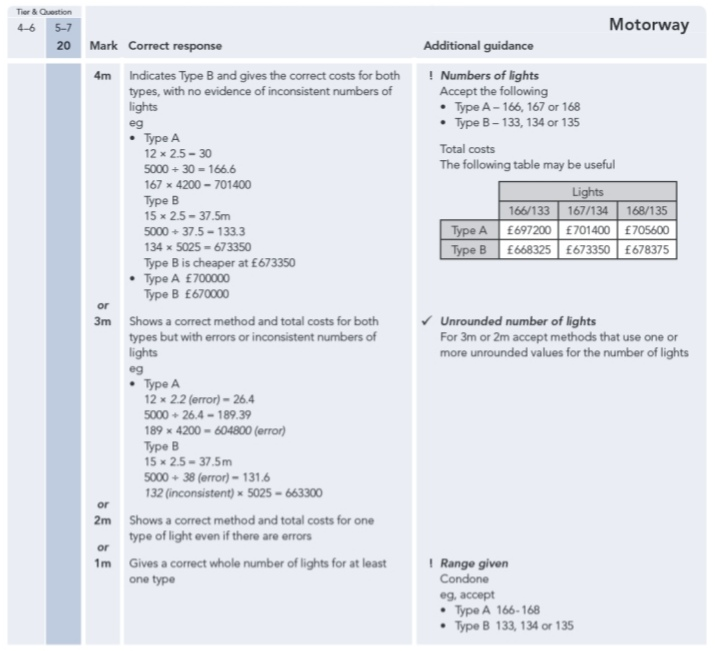 Tier & Question
4–6 5–7
20
Motorway
Mark Correct response
Additional guidance
4m Indicates Type B and gives the correct costs for both
types, with no evidence of inconsistent numbers of
lights
eg
• Type A
12 × 2.5 = 30
5000 ÷ 30 = 166.6
167 × 4200 = 701400
Type B
15 × 2.5 = 37.5m
5000 ÷ 37.5 = 133.3
134 × 5025 = 673350
Type B is cheaper at £673350
• Type A £700000
Type B £670000
! Numbers of lights
Accept the following
• Type A – 166, 167 or 168
• Type B – 133, 134 or 135
Total costs
The following table may be useful
Lights
166/133 167/134 168/135
Type A £697200 £701400 £705600
Type B £668325 £673350 £678375
or
3m Shows a correct method and total costs for both
types but with errors or inconsistent numbers of
lights
eg
• Type A
12 × 2.2 (error) = 26.4
5000 ÷ 26.4 = 189.39
189 × 4200 = 604800 (error)
Type B
15 × 2.5 = 37.5m
5000 ÷ 38 (error) = 131.6
132 (inconsistent) × 5025 = 663300
✓ Unrounded number of lights
For 3m or 2m accept methods that use one or
more unrounded values for the number of lights
or
2m Shows a correct method and total costs for one
type of light even if there are errors
or
1m Gives a correct whole number of lights for at least
one type
! Range given
Condone
eg, accept
• Type A 166-168
• Type B 133, 134 or 135